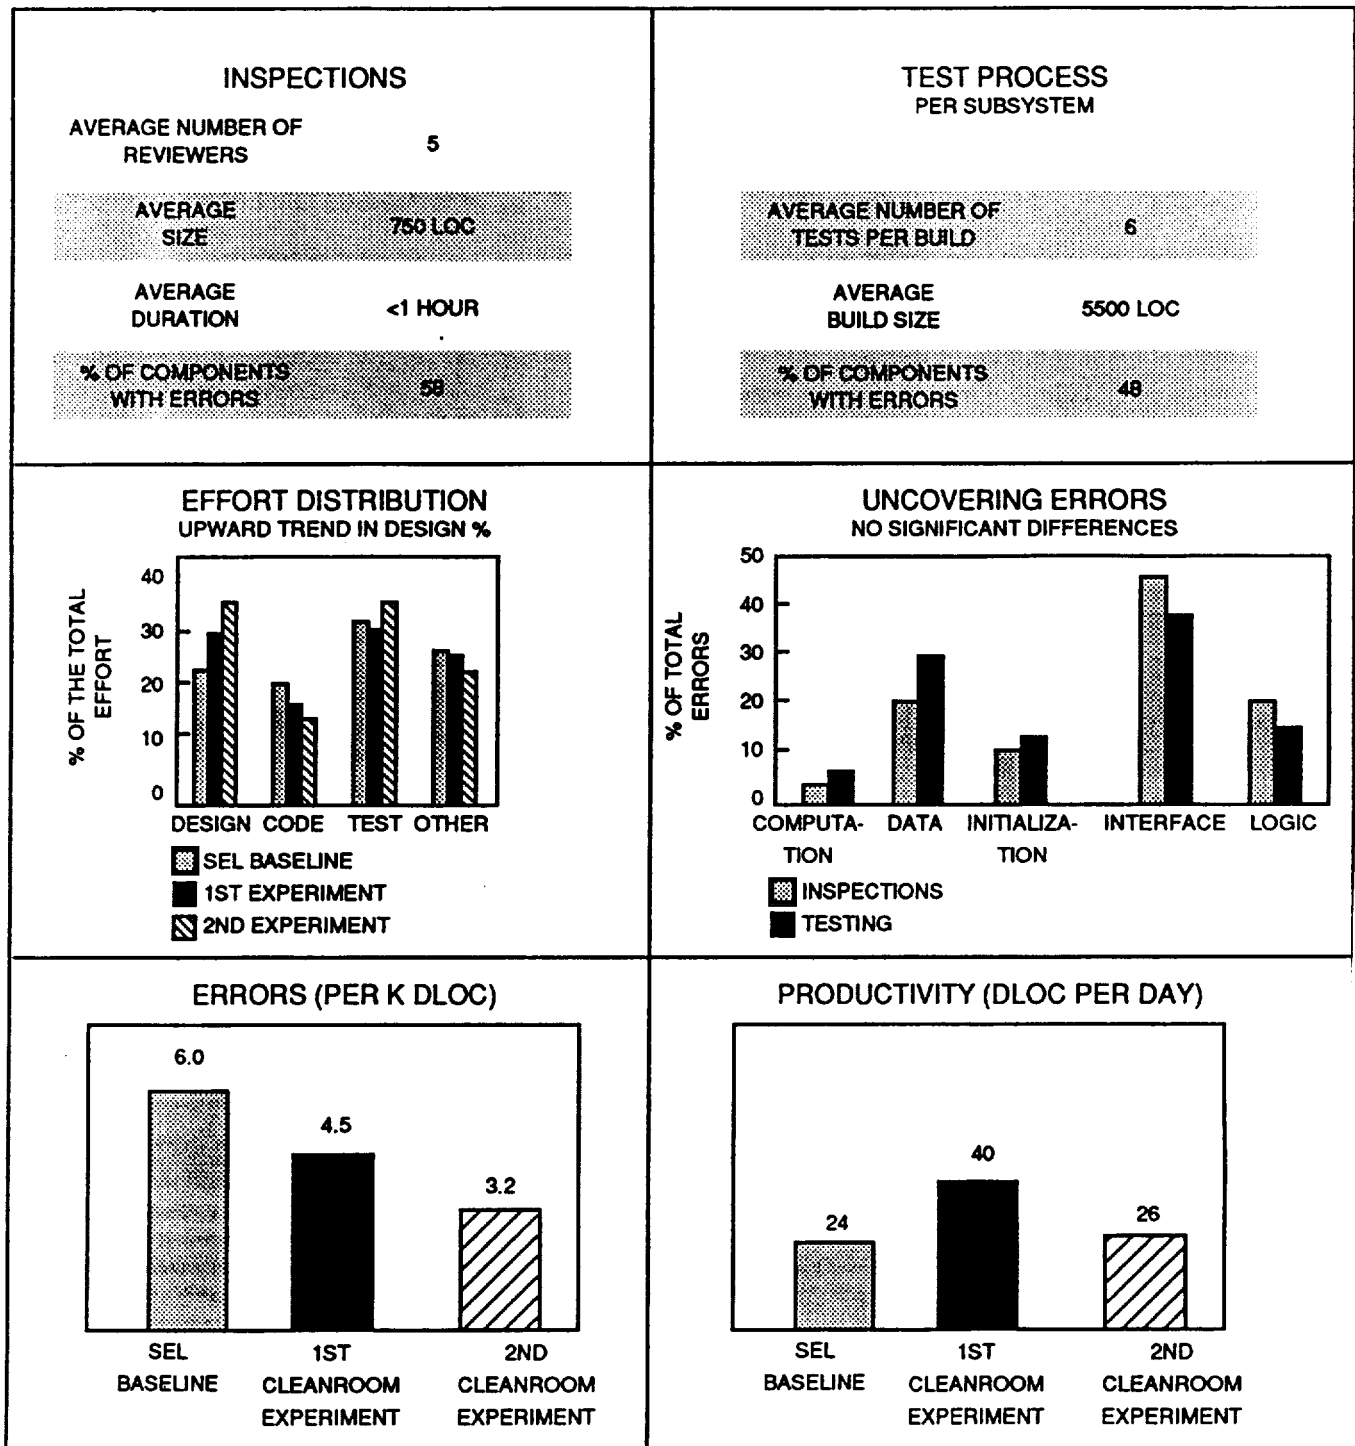 INSPECTIONS
AVERAGE NUMBER OF
REVIEWERS
5
AVERAGE
SIZE
750 LOC
AVERAGE
DURATION
<1 HOUR
% OF COMPONENTS
WITH ERRORS
58
TEST PROCESS
PER SUBSYSTEM
AVERAGE NUMBER OF
TESTS PER BUILD
6
AVERAGE
BUILD SIZE
5500 LOC
% OF COMPONENTS
WITH ERRORS
48
EFFORT DISTRIBUTION
UPWARD TREND IN DESIGN %
% OF THE TOTAL
EFFORT
40
30
20
10
0
DESIGN CODE TEST OTHER
SEL BASELINE
1ST EXPERIMENT
2ND EXPERIMENT
UNCOVERING ERRORS
NO SIGNIFICANT DIFFERENCES
% OF TOTAL
ERRORS
50
40
30
20
10
0
COMPUTA-
TION
DATA
INITIALIZA-
TION
INTERFACE
LOGIC
INSPECTIONS
TESTING
ERRORS (PER K DLOC)
6.0
4.5
3.2
SEL
BASELINE
1ST
CLEANROOM
EXPERIMENT
2ND
CLEANROOM
EXPERIMENT
PRODUCTIVITY (DLOC PER DAY)
24
40
26
SEL
BASELINE
1ST
CLEANROOM
EXPERIMENT
2ND
CLEANROOM
EXPERIMENT